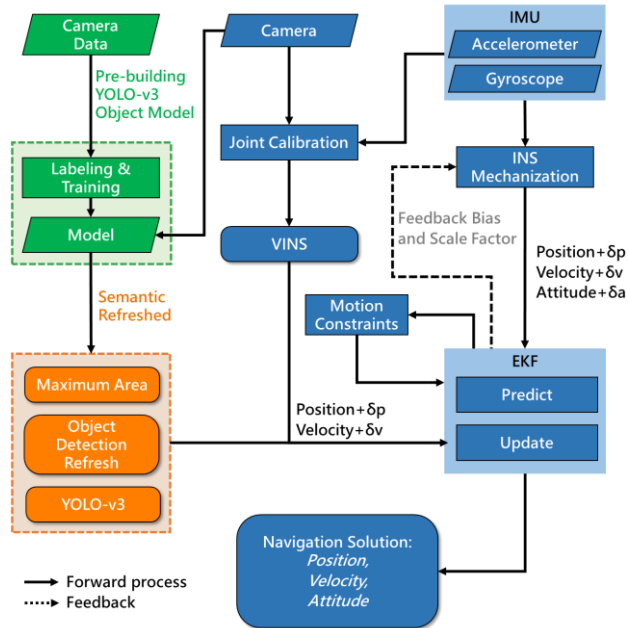 Camera
Data
Camera
IMU
Accelerometer
Gyroscope
Pre-building
YOLO-v3
Object Model
Joint Calibration
Labeling &
Training
INS
Mechanization
Model
VINS
Feedback Bias
and Scale Factor
Position+δp
Velocity+δv
Attitude+δa
Semantic
Refreshed
Motion
Constraints
EKF
Maximum Area
Predict
Object
Detection
Refresh
Position+δp
Velocity+δv
Update
YOLO-v3
Navigation Solution:
Position,
Velocity,
Attitude
Forward process
Feedback